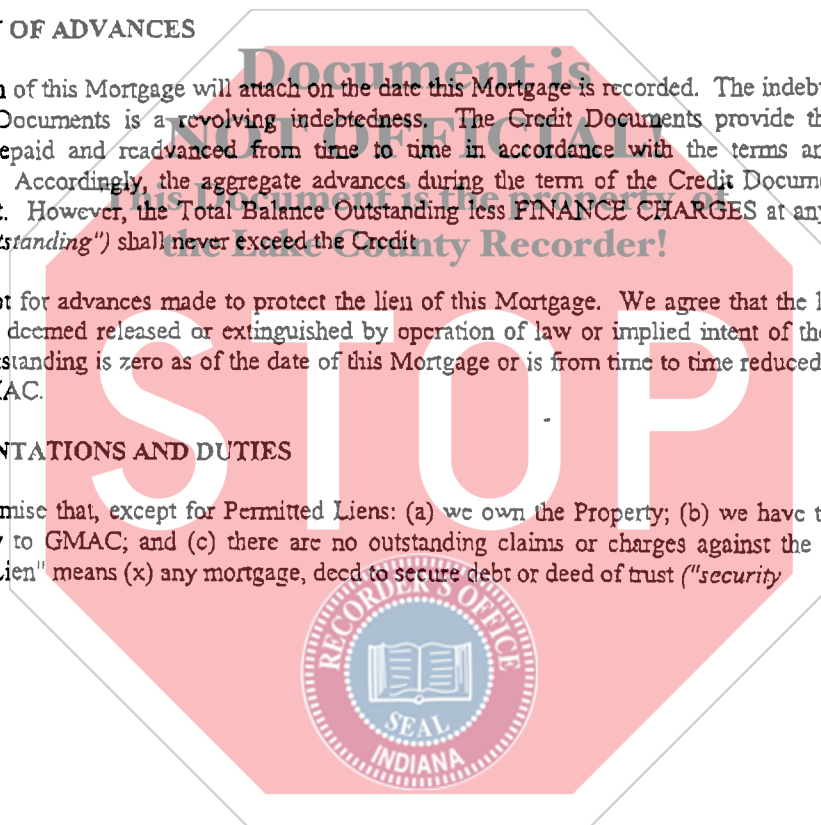 OF ADVANCES
Document is
of this Mortgage will attach on the date this Mortgage is recorded. The indeb
Documents is a revolving indebtedness. The Credit Documents provide th
NOT OFFICIAL!
epaid and readvanced from time to time in accordance with the terms an
Accordingly, the aggregate advances during the term of the Credit Docum
This Document is the property of
t. However, the Total Balance Outstanding less FINANCE CHARGES at any
tstanding") shall never exceed the Credit
the Lake County Recorder!
t for advances made to protect the lien of this Mortgage. We agree that the l
deemed released or extinguished by operation of law or implied intent of the
tstanding is zero as of the date of this Mortgage or is from time to time reduced
AC.
STOP
NTATIONS AND DUTIES
mise that, except for Permitted Liens: (a) we own the Property; (b) we have t
to GMAC; and (c) there are no outstanding claims or charges against the
Lien" means (x) any mortgage, deed to secure debt or deed of trust ("security
RECORDER'S OFFICE
SEAL
INDIANA